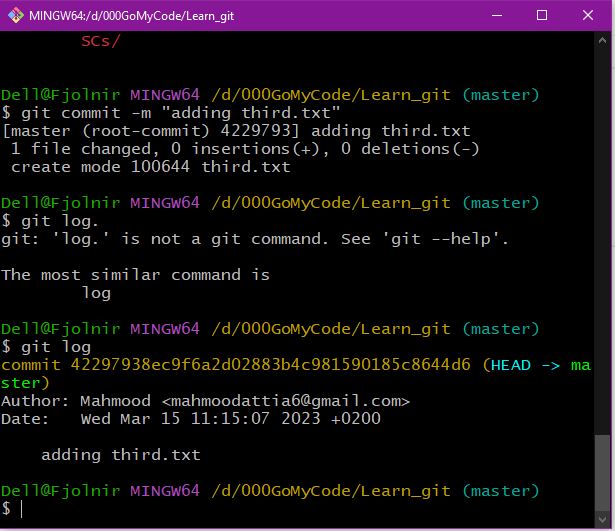 MINGW64:/d/000GoMyCode/Learn_git
SCs/
Dell@Fjolnir MINGW64 /d/000GoMyCode/Learn_git (master)
$ git commit -m "adding third.txt"
[master (root-commit) 4229793] adding third.txt
 1 file changed, 0 insertions(+), 0 deletions(-)
 create mode 100644 third.txt
Dell@Fjolnir MINGW64 /d/000GoMyCode/Learn_git (master)
$ git log.
git: 'log.' is not a git command. See 'git --help'.
The most similar command is
        log
Dell@Fjolnir MINGW64 /d/000GoMyCode/Learn_git (master)
$ git log
commit 42297938ec9f6a2d02883b4c981590185c8644d6 (HEAD -> ma
ster)
Author: Mahmood <mahmoodattia6@gmail.com>
Date:   Wed Mar 15 11:15:07 2023 +0200
    adding third.txt
Dell@Fjolnir MINGW64 /d/000GoMyCode/Learn_git (master)
$